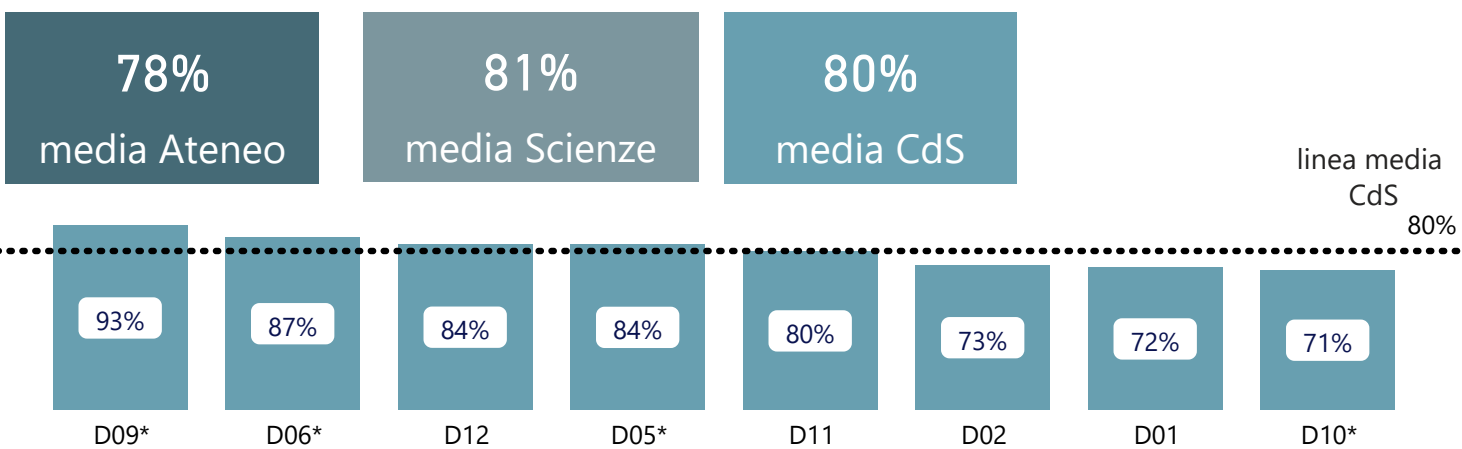 78%
media Ateneo
81%
media Scienze
80%
media CdS
linea media
CdS
80%
93%
87%
84%
84%
80%
73%
72%
71%
D09*
D06*
D12
D05*
D11
D02
D01
D10*